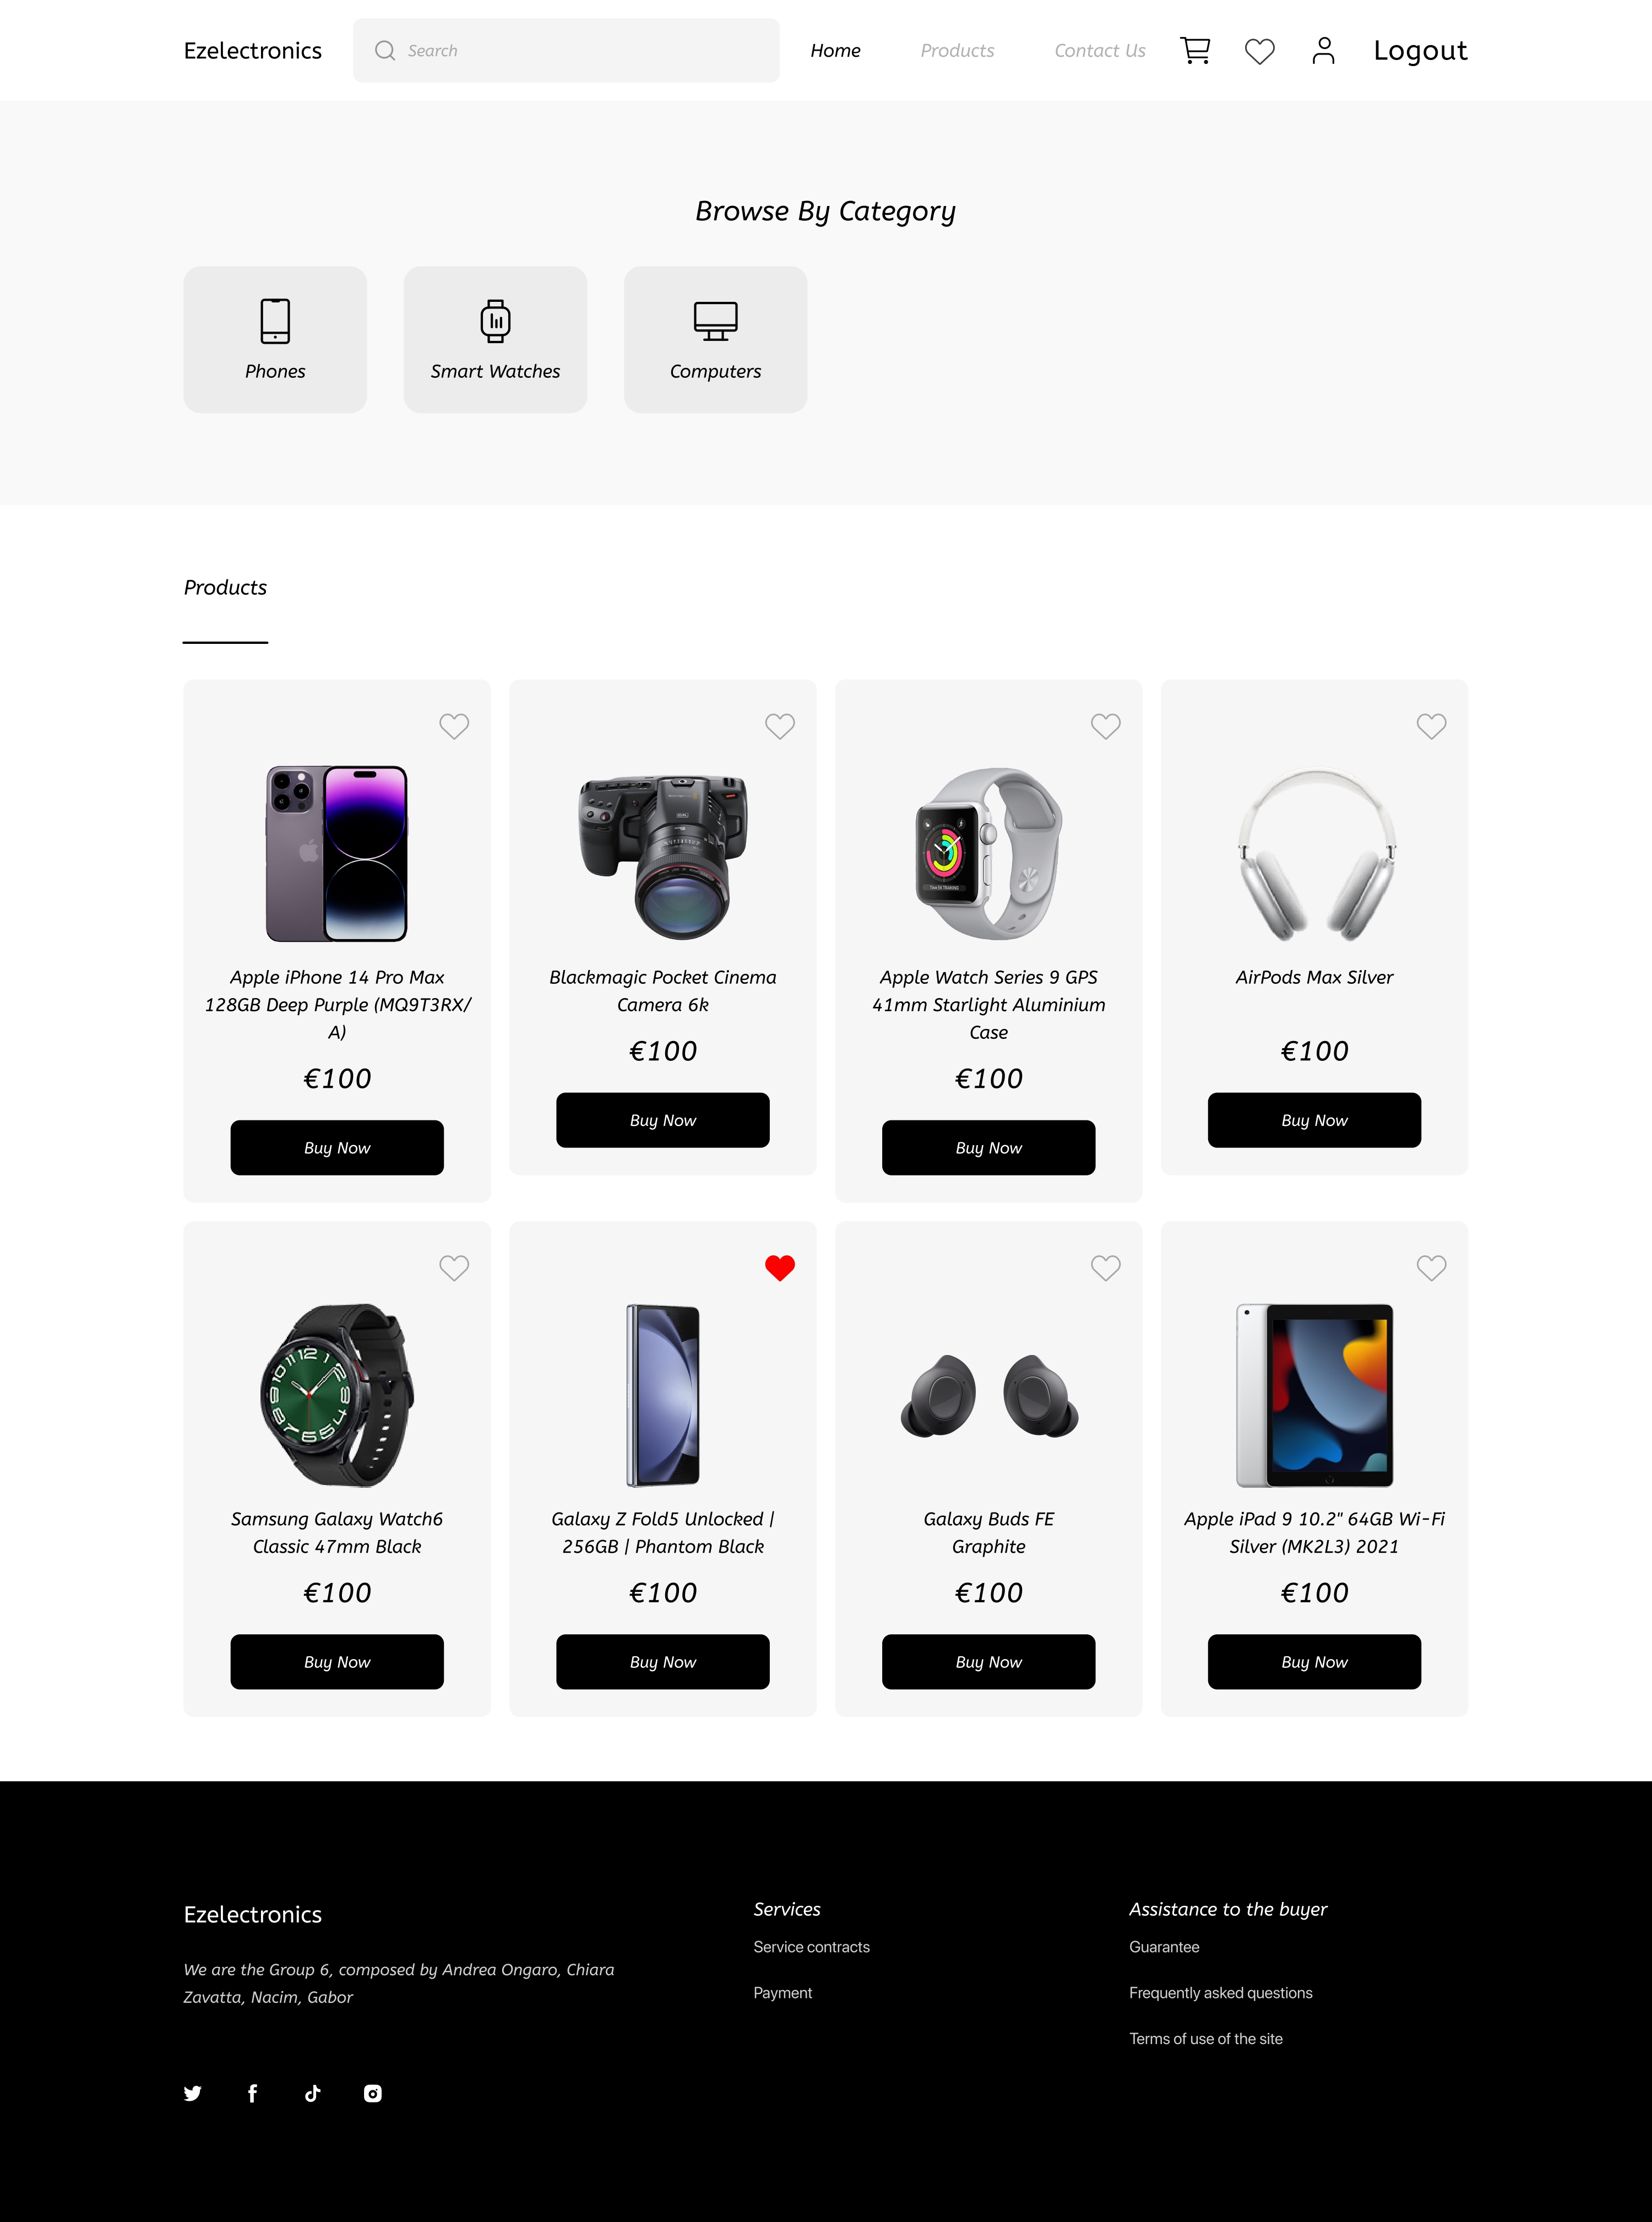 Ezelectronics
Search
Home
Products
Contact Us
Logout
Browse By Category
Phones
Smart Watches
Computers
Products
Apple iPhone 14 Pro Max
128GB Deep Purple (MQ9T3RX/
A)
€100
Buy Now
Blackmagic Pocket Cinema
Camera 6k
€100
Buy Now
Apple Watch Series 9 GPS
41mm Starlight Aluminium
Case
€100
Buy Now
AirPods Max Silver
€100
Buy Now
Samsung Galaxy Watch6
Classic 47mm Black
€100
Buy Now
Galaxy Z Fold5 Unlocked |
256GB | Phantom Black
€100
Buy Now
Galaxy Buds FE
Graphite
€100
Buy Now
Apple iPad 9 10.2" 64GB Wi-Fi
Silver (MK2L3) 2021
€100
Buy Now
Ezelectronics
We are the Group 6, composed by Andrea Ongaro, Chiara
Zavatta, Nacim, Gabor
Services
Service contracts
Payment
Assistance to the buyer
Guarantee
Frequently asked questions
Terms of use of the site